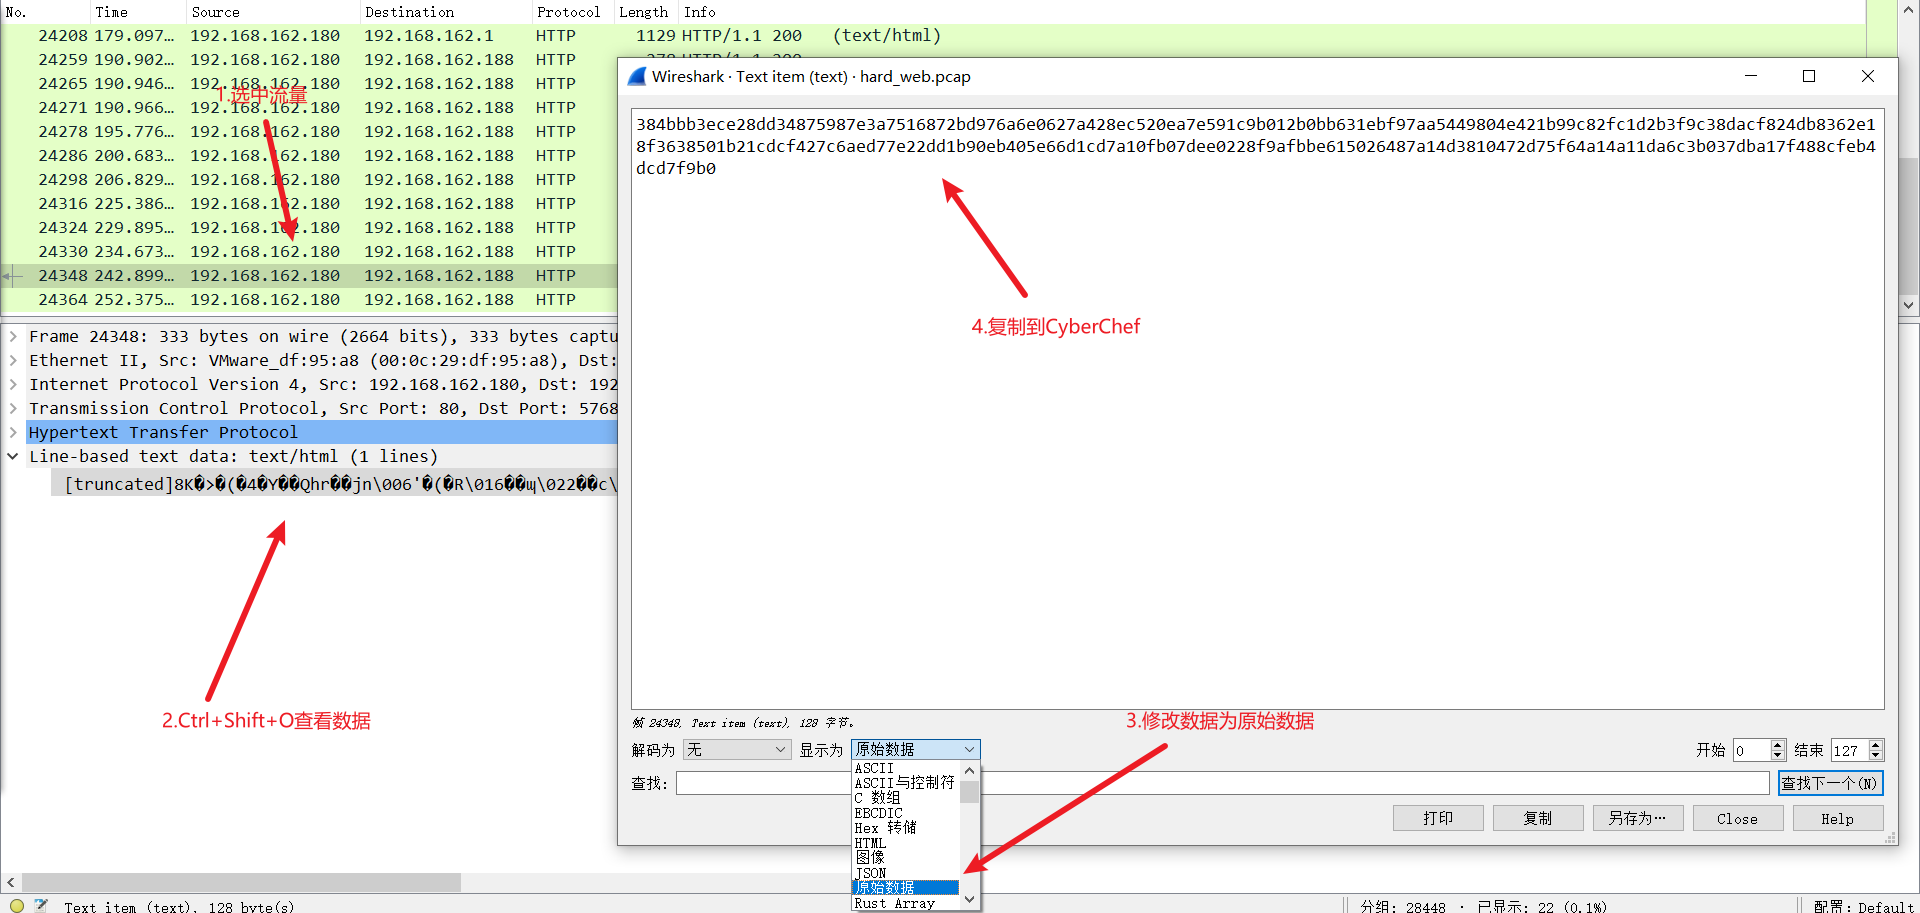 No. Time Source Destination Protocol Length Info
24208 179.097… 192.168.162.180 192.168.162.1 HTTP 1129 HTTP/1.1 200 (text/html)
24259 190.902… 192.168.162.180 192.168.162.188 HTTP 278 HTTP/1.1 200
24265 190.946… 192.168.162.180 192.168.162.188 HTTP
1.选中流量
24271 190.966… 192.168.162.180 192.168.162.188 HTTP
24278 195.776… 192.168.162.180 192.168.162.188 HTTP
24286 200.683… 192.168.162.180 192.168.162.188 HTTP
24298 206.829… 192.168.162.180 192.168.162.188 HTTP
24316 225.386… 192.168.162.180 192.168.162.188 HTTP
24324 229.895… 192.168.162.180 192.168.162.188 HTTP
24330 234.673… 192.168.162.180 192.168.162.188 HTTP
24348 242.899… 192.168.162.180 192.168.162.188 HTTP
24364 252.375… 192.168.162.180 192.168.162.188 HTTP
Frame 24348: 333 bytes on wire (2664 bits), 333 bytes captu
Ethernet II, Src: VMware_df:95:a8 (00:0c:29:df:95:a8), Dst:
Internet Protocol Version 4, Src: 192.168.162.180, Dst: 192
Transmission Control Protocol, Src Port: 80, Dst Port: 5768
Hypertext Transfer Protocol
Line-based text data: text/html (1 lines)
[truncated]8K�>�(�4�Y��Qhr��jn\006'�(�R\016��ɰ\022��c\
2.Ctrl+Shift+O查看数据
Wireshark · Text item (text) · hard_web.pcap
384bbb3ece28dd34875987e3a7516872bd976a6e0627a428ec520ea7e591c9b012b0bb631ebf97aa5449804e421b99c82fc1d2b3f9c38dacf824db8362e1
8f3638501b21cdcf427c6aed77e22dd1b90eb405e66d1cd7a10fb07dee0228f9afbbe615026487a14d3810472d75f64a14a11da6c3b037dba17f488cfeb4
dcd7f9b0
4.复制到CyberChef
帧 24348, Text item (text), 128 字节。
3.修改数据为原始数据
解码为 无 显示为 原始数据 开始 0 结束 127
ASCII
ASCII与控制符
C 数组
EBCDIC
Hex 转储
HTML
图像
JSON
原始数据
Rust Array
查找: 查找下一个(N)
打印 复制 另存为… Close Help
Text item (text), 128 byte(s) 分组: 28448 · 已显示: 22 (0.1%) 配置: Default